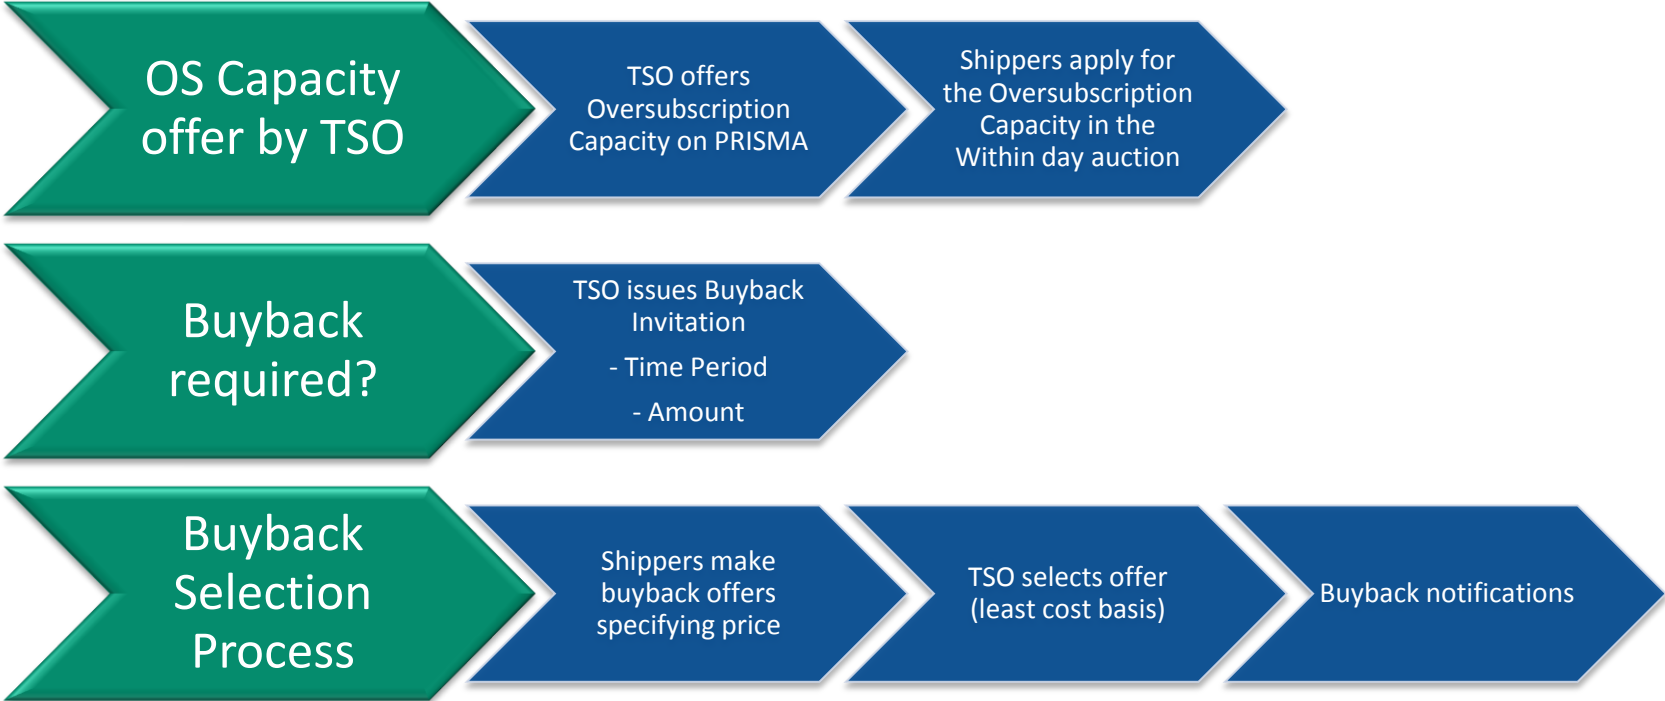 OS Capacity
offer by TSO
TSO offers
Oversubscription
Capacity on PRISMA
Shippers apply for
the Oversubscription
Capacity in the
Within day auction
Buyback
required?
TSO issues Buyback
Invitation
- Time Period
- Amount
Buyback
Selection
Process
Shippers make
buyback offers
specifying price
TSO selects offer
(least cost basis)
Buyback notifications